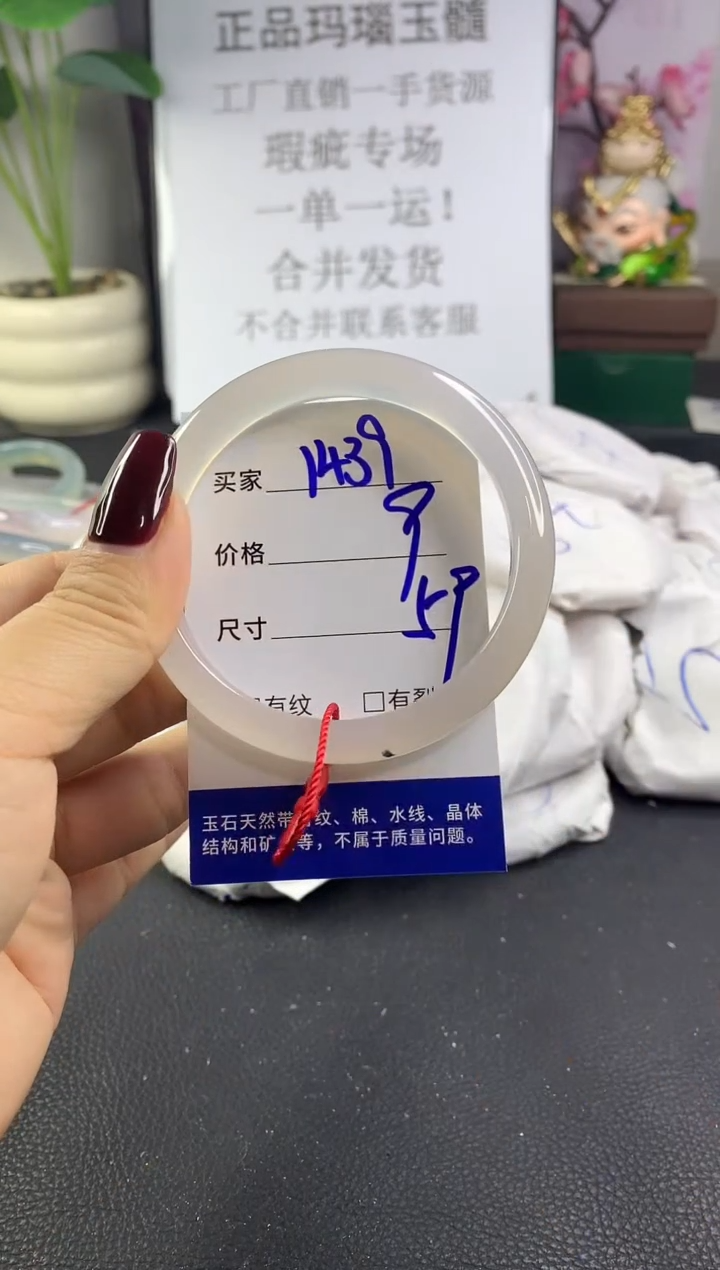 正品玛瑙玉髓
工厂直销一手货源
瑕疵专场
一单一运!
合并发货
不合并联系客服
买家 1439
价格 9
尺寸 59
有纹 □有裂
玉石天然带 纹、棉、水线、晶体
结构和矿 等，不属于质量问题。